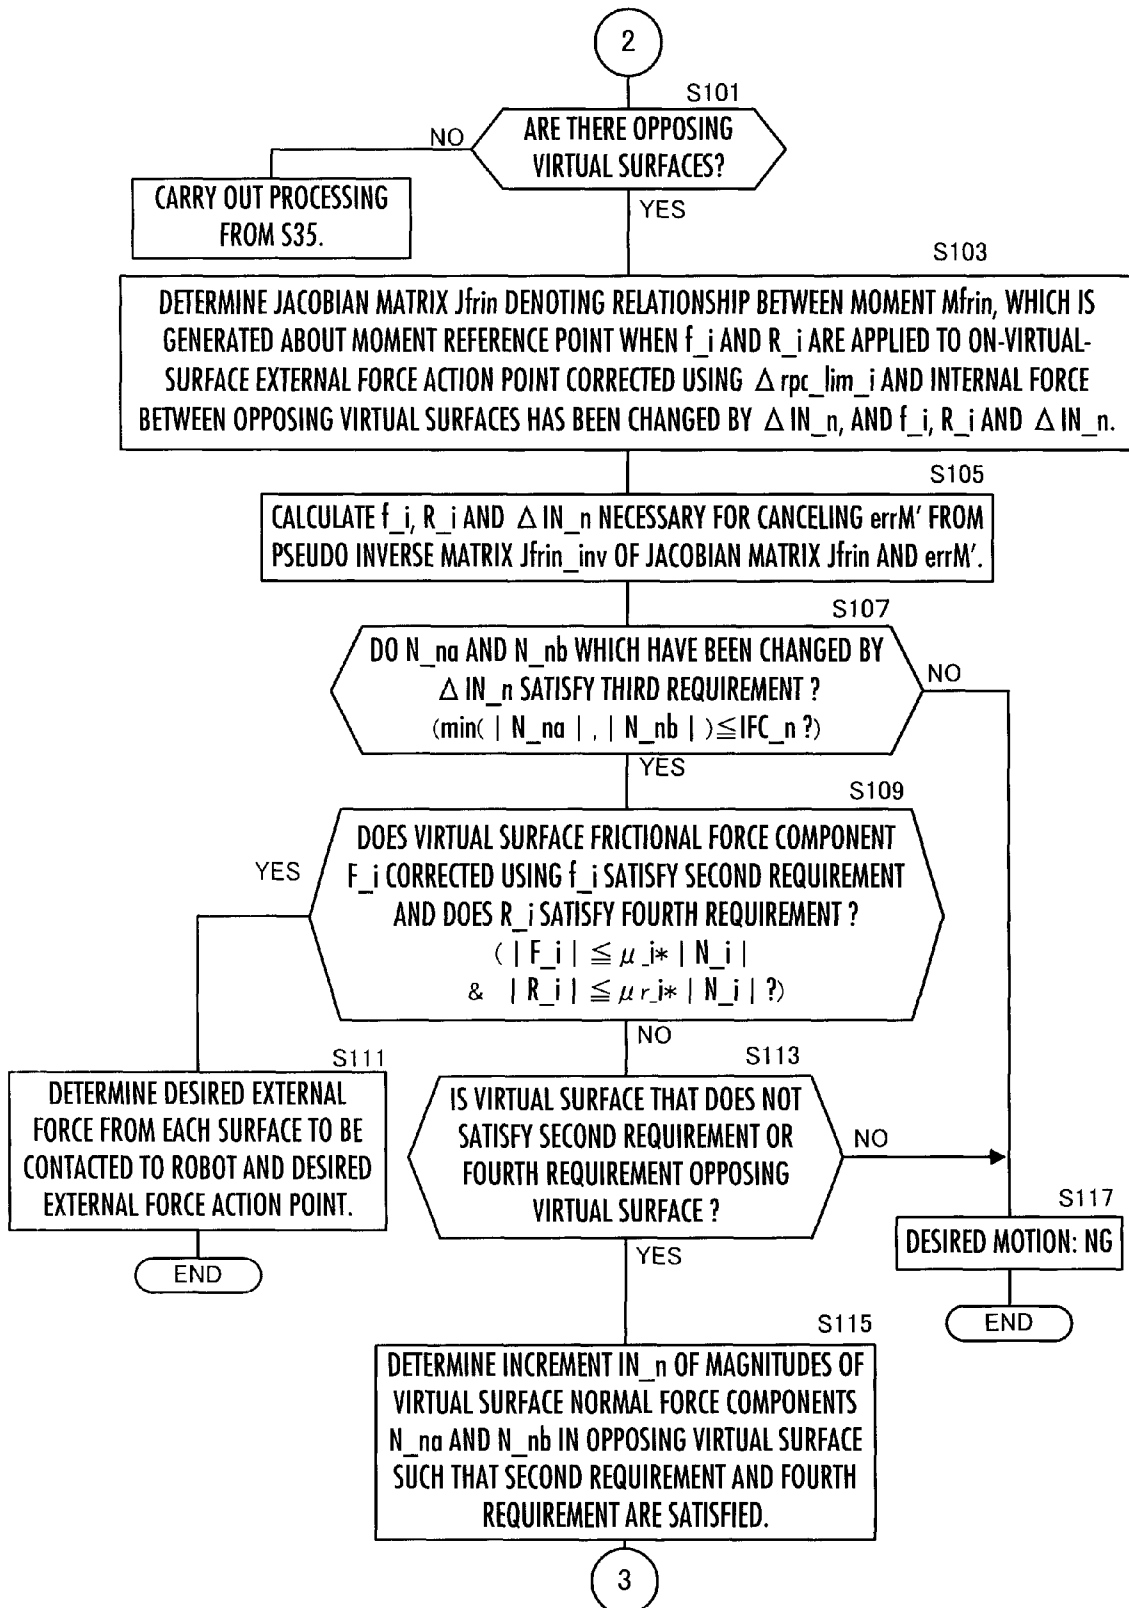 2
S101
ARE THERE OPPOSING
VIRTUAL SURFACES?
NO
YES
CARRY OUT PROCESSING
FROM S35.
S103
DETERMINE JACOBIAN MATRIX Jfrin DENOTING RELATIONSHIP BETWEEN MOMENT Mfrin, WHICH IS
GENERATED ABOUT MOMENT REFERENCE POINT WHEN f_i AND R_i ARE APPLIED TO ON-VIRTUAL-
SURFACE EXTERNAL FORCE ACTION POINT CORRECTED USING Δrpc_lim_i AND INTERNAL FORCE
BETWEEN OPPOSING VIRTUAL SURFACES HAS BEEN CHANGED BY ΔIN_n, AND f_i, R_i AND ΔIN_n.
S105
CALCULATE f_i, R_i AND ΔIN_n NECESSARY FOR CANCELING errM' FROM
PSEUDO INVERSE MATRIX Jfrin_inv OF JACOBIAN MATRIX Jfrin AND errM'.
S107
DO N_na AND N_nb WHICH HAVE BEEN CHANGED BY
ΔIN_n SATISFY THIRD REQUIREMENT ?
(min( | N_na | , | N_nb | )≦IFC_n ?)
NO
YES
S109
DOES VIRTUAL SURFACE FRICTIONAL FORCE COMPONENT
F_i CORRECTED USING f_i SATISFY SECOND REQUIREMENT
AND DOES R_i SATISFY FOURTH REQUIREMENT ?
( | F_i | ≦ μ_i* | N_i |
& | R_i | ≦ μr_i* | N_i | ?)
YES
NO
S111
DETERMINE DESIRED EXTERNAL
FORCE FROM EACH SURFACE TO BE
CONTACTED TO ROBOT AND DESIRED
EXTERNAL FORCE ACTION POINT.
END
S113
IS VIRTUAL SURFACE THAT DOES NOT
SATISFY SECOND REQUIREMENT OR
FOURTH REQUIREMENT OPPOSING
VIRTUAL SURFACE ?
NO
YES
S117
DESIRED MOTION: NG
END
S115
DETERMINE INCREMENT IN_n OF MAGNITUDES OF
VIRTUAL SURFACE NORMAL FORCE COMPONENTS
N_na AND N_nb IN OPPOSING VIRTUAL SURFACE
SUCH THAT SECOND REQUIREMENT AND FOURTH
REQUIREMENT ARE SATISFIED.
3